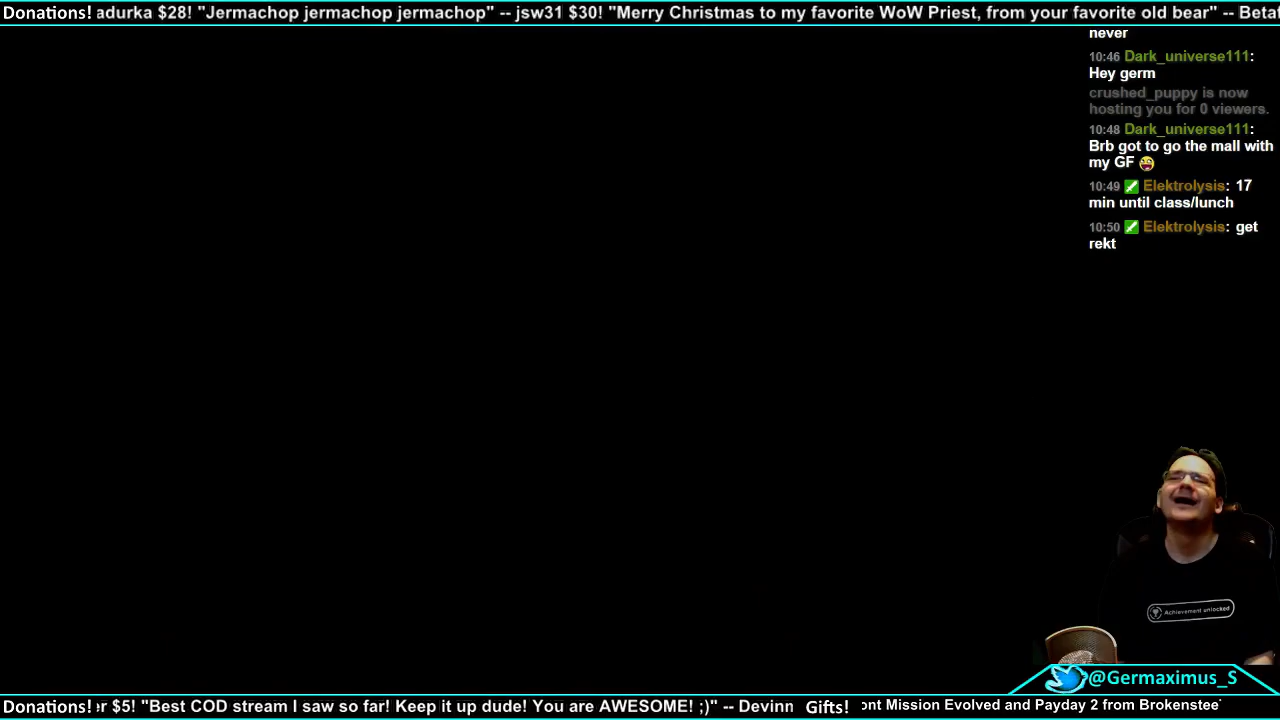 Donations! adurka $28! "Jermachop jermachop jermachop" -- jsw31 $30! "Merry Christmas to my favorite WoW Priest, from your favorite old bear" -- Beta
never
10:46 Dark_universe111:
Hey germ
crushed_puppy is now
hosting you for 0 viewers.
10:48 Dark_universe111:
Brb got to go the mall with
my GF
10:49 Elektrolysis: 17
min until class/lunch
10:50 Elektrolysis: get
rekt
Achievement unlocked
@Germaximus_S
Donations! er $5! "Best COD stream I saw so far! Keep it up dude! You are AWESOME! ;)" -- Devinn Gifts! ont Mission Evolved and Payday 2 from Brokenstee